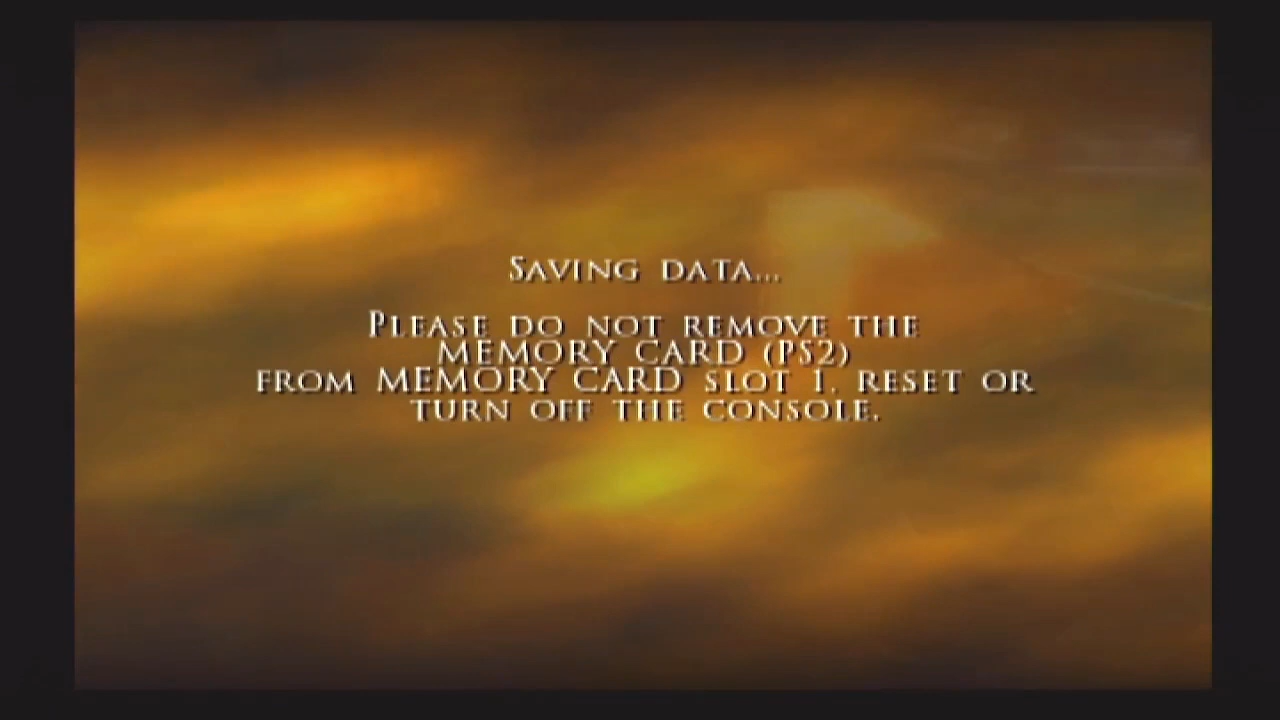 SAVING DATA...
PLEASE DO NOT REMOVE THE
MEMORY CARD (PS2)
FROM MEMORY CARD SLOT 1, RESET OR
TURN OFF THE CONSOLE.